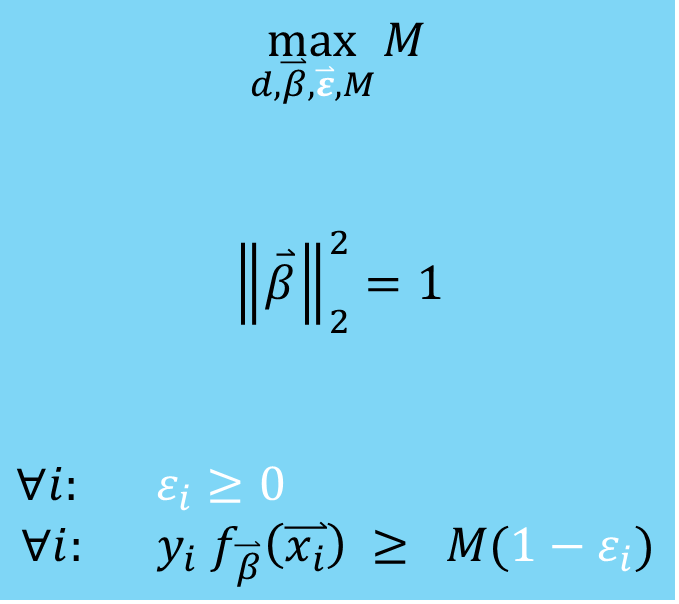 max M
d,β⃗,ε⃗,M
‖β⃗‖₂² = 1
∀i: εᵢ ≥ 0
∀i: yᵢ f_β⃗(x⃗ᵢ) ≥ M(1 − εᵢ)